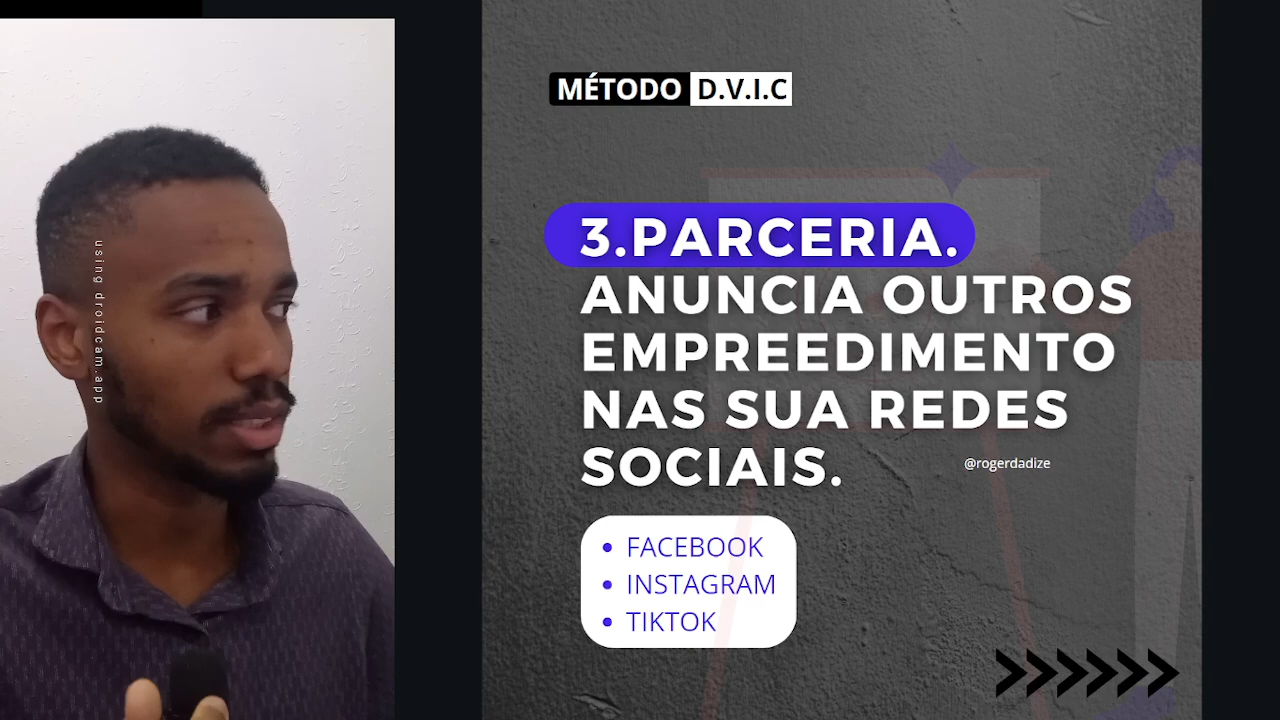 using droidcam.app
MÉTODO D.V.I.C
3.PARCERIA.
ANUNCIA OUTROS
EMPREEDIMENTO
NAS SUA REDES
SOCIAIS.
@rogerdadize
FACEBOOK
INSTAGRAM
TIKTOK